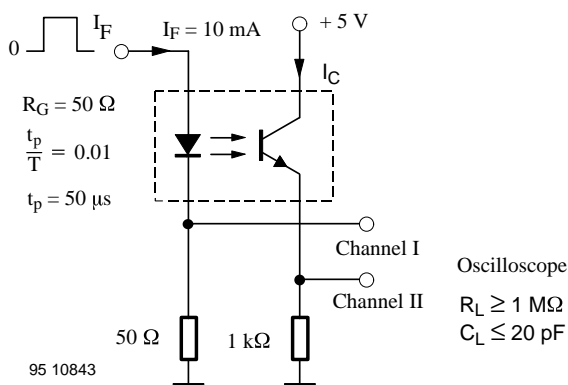 0
I_F
I_F = 10 mA
+ 5 V
I_C
R_G = 50 Ω
t_p
T
= 0.01
t_p = 50 μs
Channel I
Channel II
Oscilloscope
R_L ≥ 1 MΩ
C_L ≤ 20 pF
50 Ω
1 kΩ
95 10843